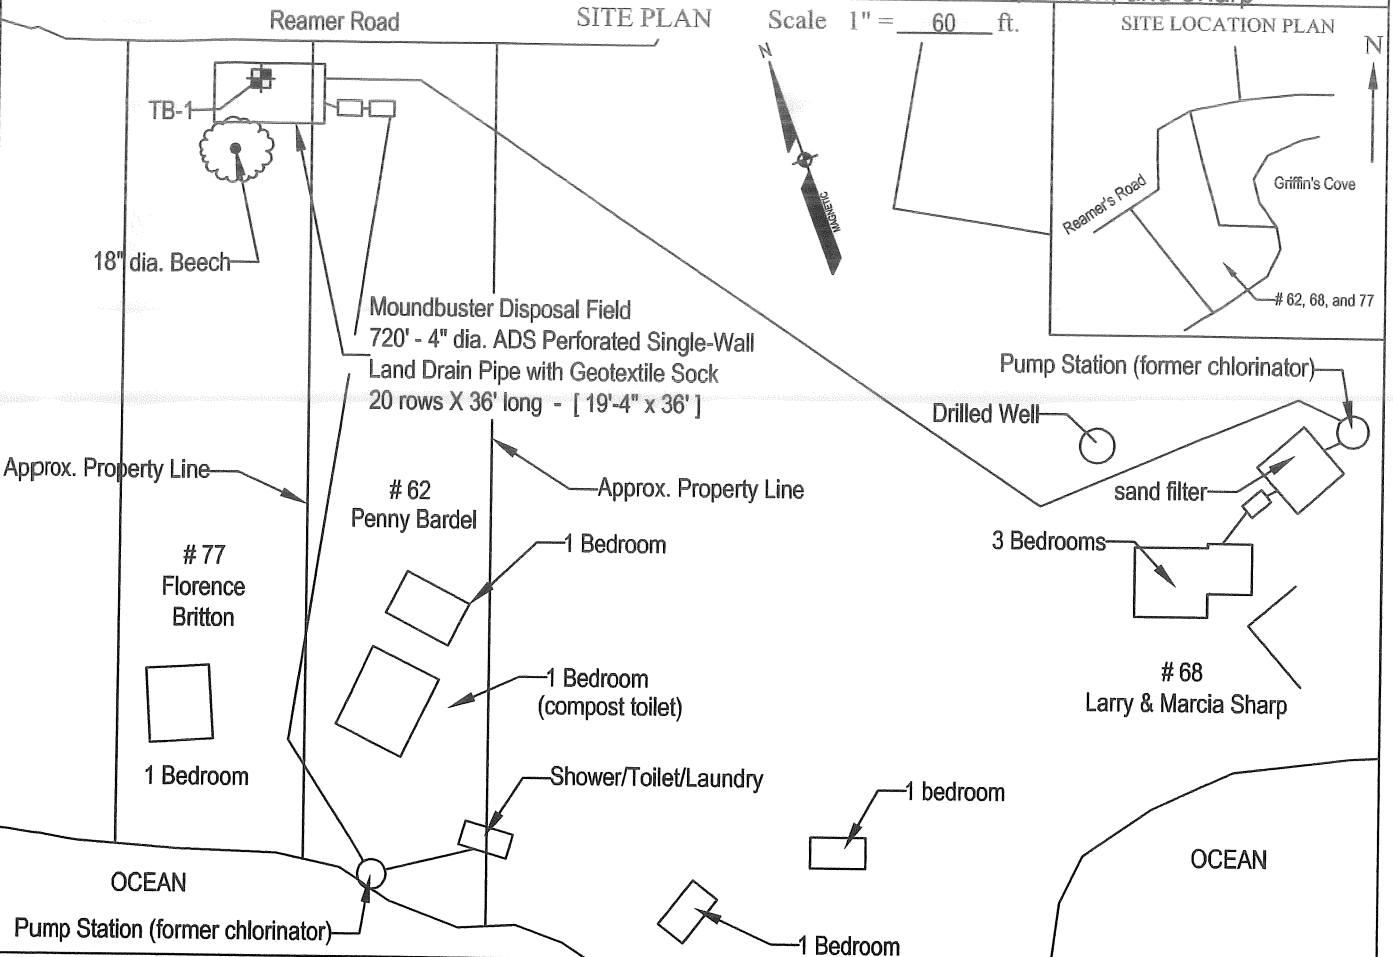 Reamer Road
SITE PLAN
Scale 1" = 60 ft.
SITE LOCATION PLAN
N
N
TB-1
MAGNETIC
Reamer's Road
Griffin's Cove
# 62, 68, and 77
18" dia. Beech
Moundbuster Disposal Field
720' - 4" dia. ADS Perforated Single-Wall
Land Drain Pipe with Geotextile Sock
20 rows X 36' long - [ 19'-4" x 36' ]
Pump Station (former chlorinator)
Drilled Well
Approx. Property Line
# 62
Penny Bardel
Approx. Property Line
sand filter
# 77
Florence
Britton
1 Bedroom
3 Bedrooms
1 Bedroom
(compost toilet)
# 68
Larry & Marcia Sharp
1 Bedroom
Shower/Toilet/Laundry
1 bedroom
OCEAN
OCEAN
Pump Station (former chlorinator)
1 Bedroom